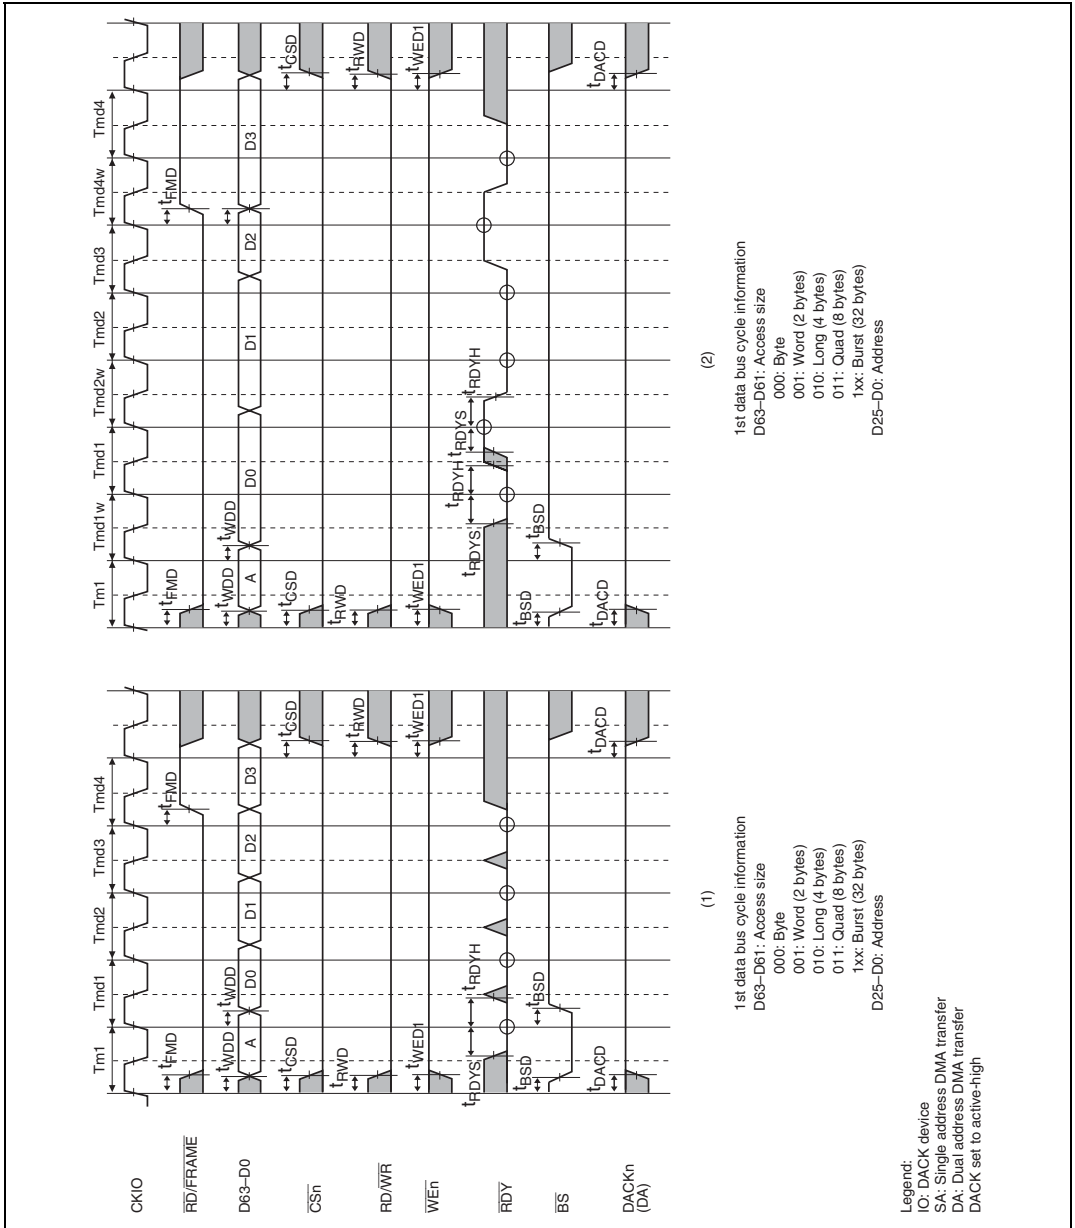 Tm1 Tmd1 Tmd2 Tmd3 Tmd4
CKIO
tFMD tFMD
RD/FRAME
tWDD tWDD
D63–D0 A D0 D1 D2 D3
tCSD tCSD
CSn
tRWD tRWD
RD/WR
tWED1 tWED1
WEn
tRDYS tRDYH
RDY
tBSD tBSD
BS
tDACD tDACD
DACKn
(DA)
(1)
1st data bus cycle information
D63–D61: Access size
000: Byte
001: Word (2 bytes)
010: Long (4 bytes)
011: Quad (8 bytes)
1xx: Burst (32 bytes)
D25–D0: Address
Tm1 Tmd1w Tmd1 Tmd2w Tmd2 Tmd3 Tmd4w Tmd4
tFMD tFMD
tWDD tWDD
A D0 D1 D2 D3
tCSD tCSD
tRWD tRWD
tWED1 tWED1
tRDYS tRDYH tRDYS tRDYH
tBSD tBSD
tDACD tDACD
(2)
1st data bus cycle information
D63–D61: Access size
000: Byte
001: Word (2 bytes)
010: Long (4 bytes)
011: Quad (8 bytes)
1xx: Burst (32 bytes)
D25–D0: Address
Legend:
IO: DACK device
SA: Single address DMA transfer
DA: Dual address DMA transfer
DACK set to active-high